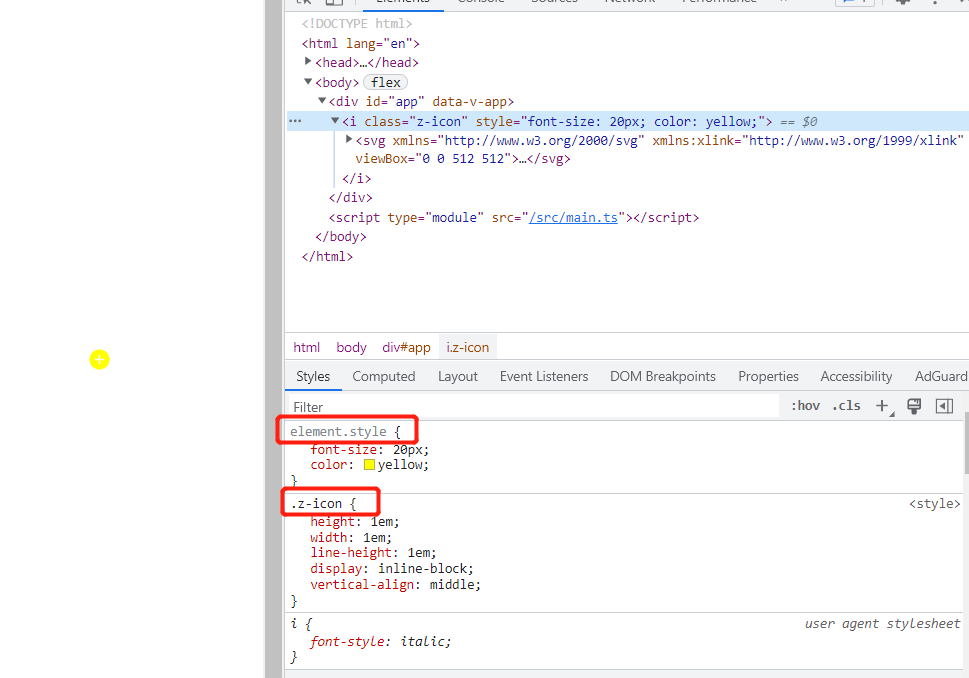 Elements Console Sources Network Performance »
<!DOCTYPE html>
<html lang="en">
<head>…</head>
<body> flex
<div id="app" data-v-app>
··· <i class="z-icon" style="font-size: 20px; color: yellow;"> == $0
<svg xmlns="http://www.w3.org/2000/svg" xmlns:xlink="http://www.w3.org/1999/xlink"
viewBox="0 0 512 512">…</svg>
</i>
</div>
<script type="module" src="/src/main.ts"></script>
</body>
</html>
html body div#app i.z-icon
Styles Computed Layout Event Listeners DOM Breakpoints Properties Accessibility AdGuard
Filter :hov .cls +
element.style {
font-size: 20px;
color: yellow;
}
.z-icon { <style>
height: 1em;
width: 1em;
line-height: 1em;
display: inline-block;
vertical-align: middle;
}
i { user agent stylesheet
font-style: italic;
}